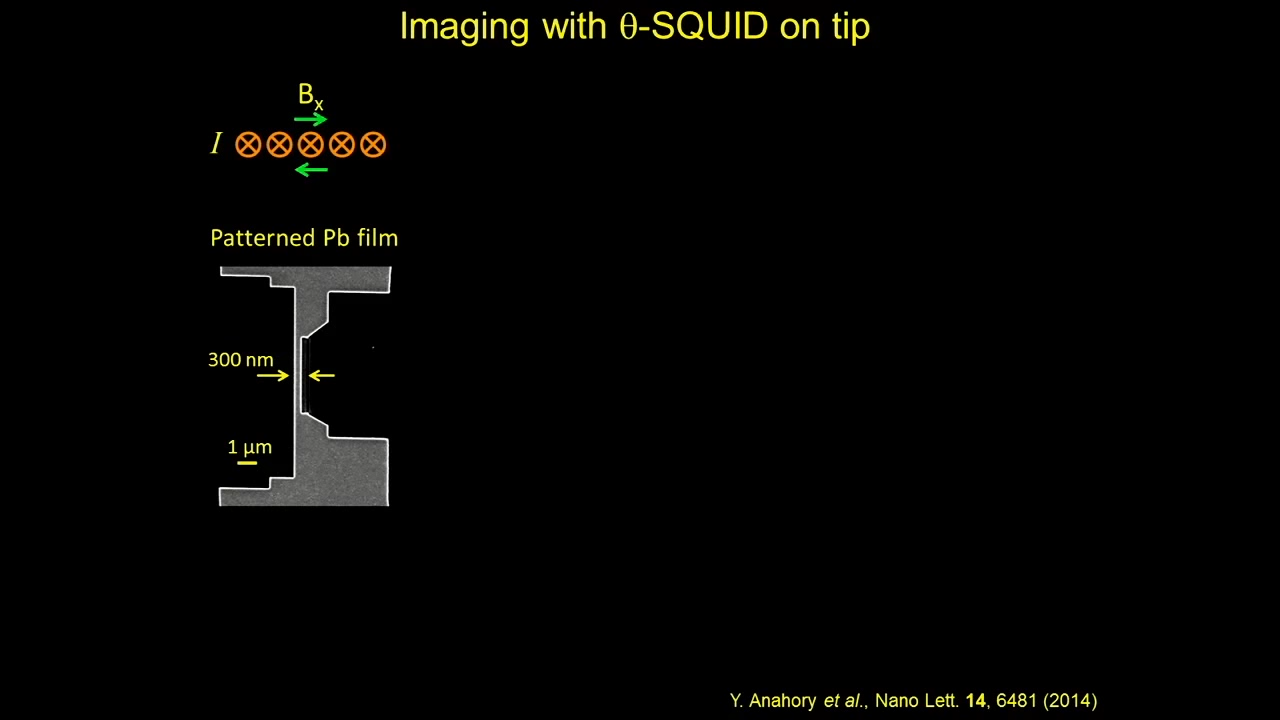 Imaging with θ-SQUID on tip
Bx
I
Patterned Pb film
300 nm
1 μm
Y. Anahory et al., Nano Lett. 14, 6481 (2014)